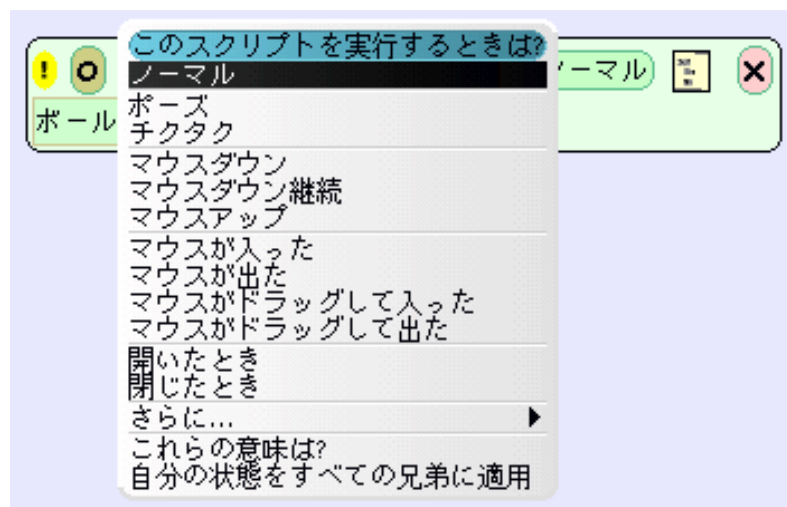 このスクリプトを実行するときは?
! ーマル ×
ノーマル
ボール
ポーズ
チクタク
マウスダウン
マウスダウン継続
マウスアップ
マウスが入った
マウスが出た
マウスがドラッグして入った
マウスがドラッグして出た
開いたとき
閉じたとき
さらに...
これらの意味は?
自分の状態をすべての兄弟に適用